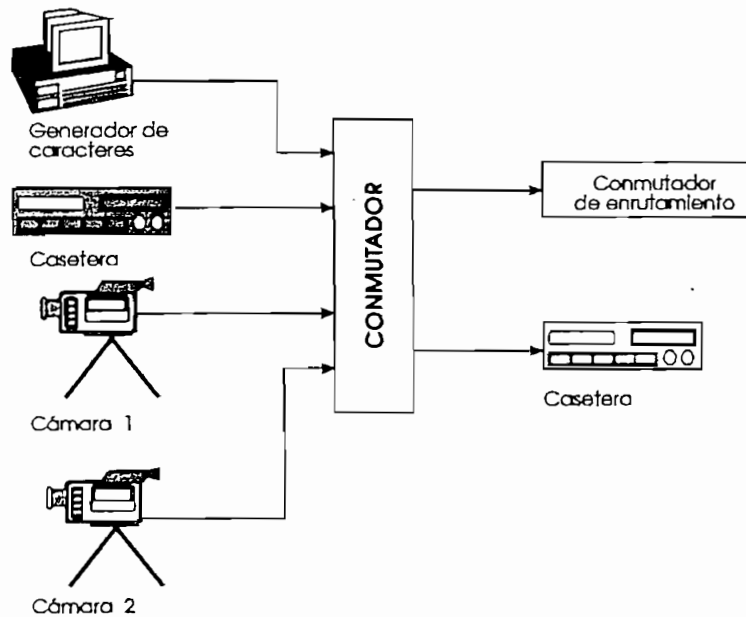 Generador de
caracteres
Casetera
Cámara 1
Cámara 2
CONMUTADOR
Conmutador
de enrutamiento
Casetera